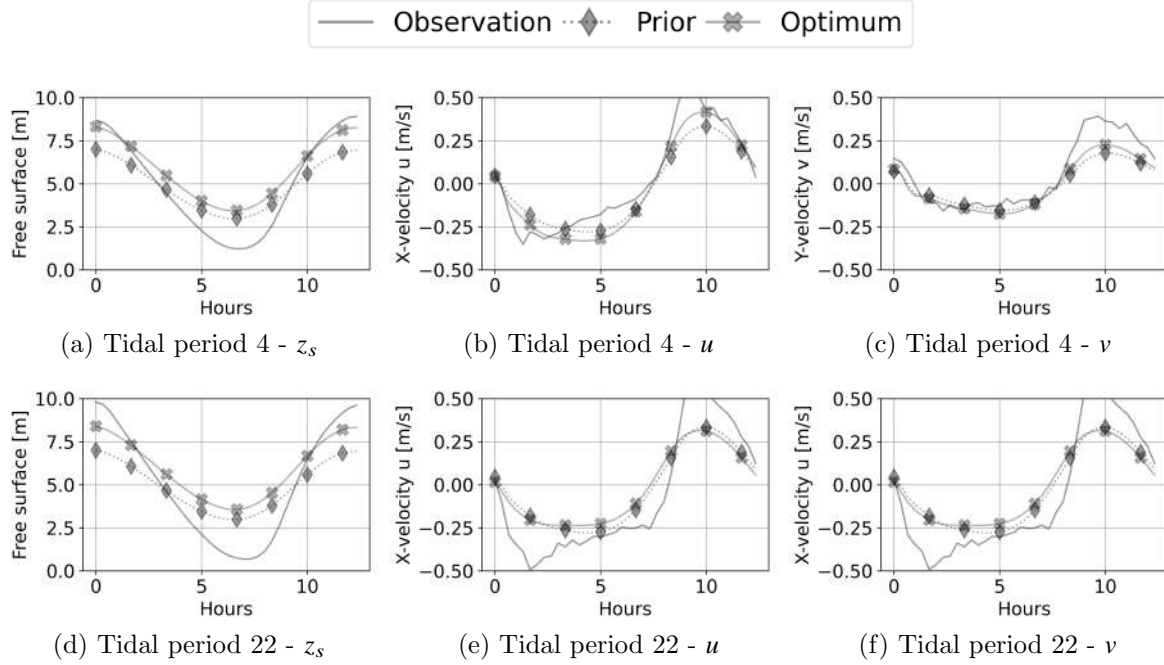 Observation Prior Optimum
Free surface [m]
10.0
7.5
5.0
2.5
0.0
0 5 10
Hours
X-velocity u [m/s]
0.50
0.25
0.00
−0.25
−0.50
0 5 10
Hours
Y-velocity v [m/s]
0.50
0.25
0.00
−0.25
−0.50
0 5 10
Hours
(a) Tidal period 4 - z_s
(b) Tidal period 4 - u
(c) Tidal period 4 - v
Free surface [m]
10.0
7.5
5.0
2.5
0.0
0 5 10
Hours
X-velocity u [m/s]
0.50
0.25
0.00
−0.25
−0.50
0 5 10
Hours
X-velocity u [m/s]
0.50
0.25
0.00
−0.25
−0.50
0 5 10
Hours
(d) Tidal period 22 - z_s
(e) Tidal period 22 - u
(f) Tidal period 22 - v